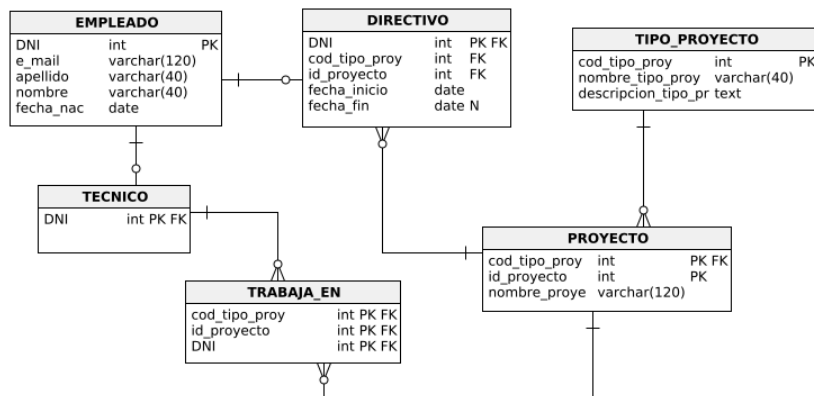 EMPLEADO
DNI int PK
e_mail varchar(120)
apellido varchar(40)
nombre varchar(40)
fecha_nac date
DIRECTIVO
DNI int PK FK
cod_tipo_proy int FK
id_proyecto int FK
fecha_inicio date
fecha_fin date N
TIPO_PROYECTO
cod_tipo_proy int PK
nombre_tipo_proy varchar(40)
descripcion_tipo_pr text
TECNICO
DNI int PK FK
PROYECTO
cod_tipo_proy int PK FK
id_proyecto int PK
nombre_proye varchar(120)
TRABAJA_EN
cod_tipo_proy int PK FK
id_proyecto int PK FK
DNI int PK FK